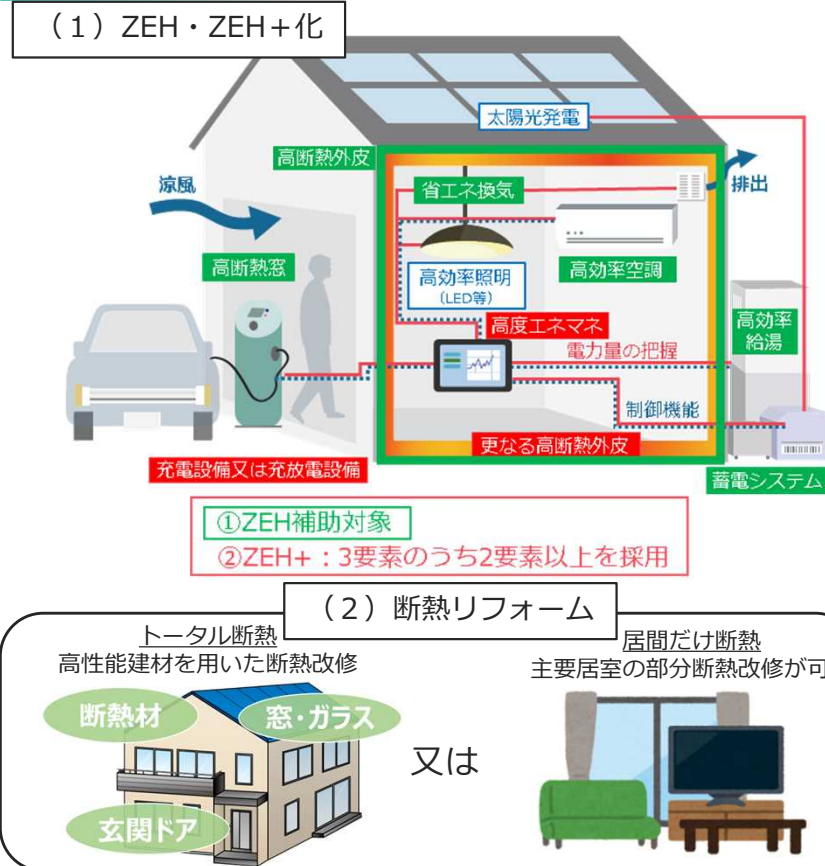 （1）ZEH・ZEH＋化
太陽光発電
高断熱外皮
省エネ換気
排出
涼風
高断熱窓
高効率照明
(LED等)
高効率空調
高度エネマネ
電力量の把握
高効率
給湯
制御機能
更なる高断熱外皮
充電設備又は充放電設備
蓄電システム
①ZEH補助対象
②ZEH+：3要素のうち2要素以上を採用
（2）断熱リフォーム
トータル断熱
高性能建材を用いた断熱改修
断熱材
窓・ガラス
玄関ドア
又は
居間だけ断熱
主要居室の部分断熱改修が可